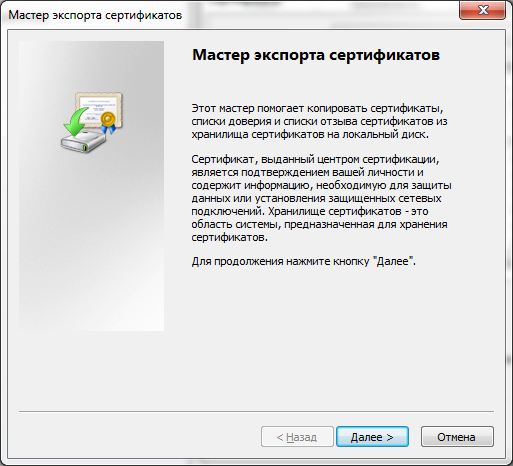 Мастер экспорта сертификатов
Мастер экспорта сертификатов
Этот мастер помогает копировать сертификаты,
списки доверия и списки отзыва сертификатов из
хранилища сертификатов на локальный диск.
Сертификат, выданный центром сертификации,
является подтверждением вашей личности и
содержит информацию, необходимую для защиты
данных или установления защищенных сетевых
подключений. Хранилище сертификатов - это
область системы, предназначенная для хранения
сертификатов.
Для продолжения нажмите кнопку "Далее".
< Назад
Далее >
Отмена